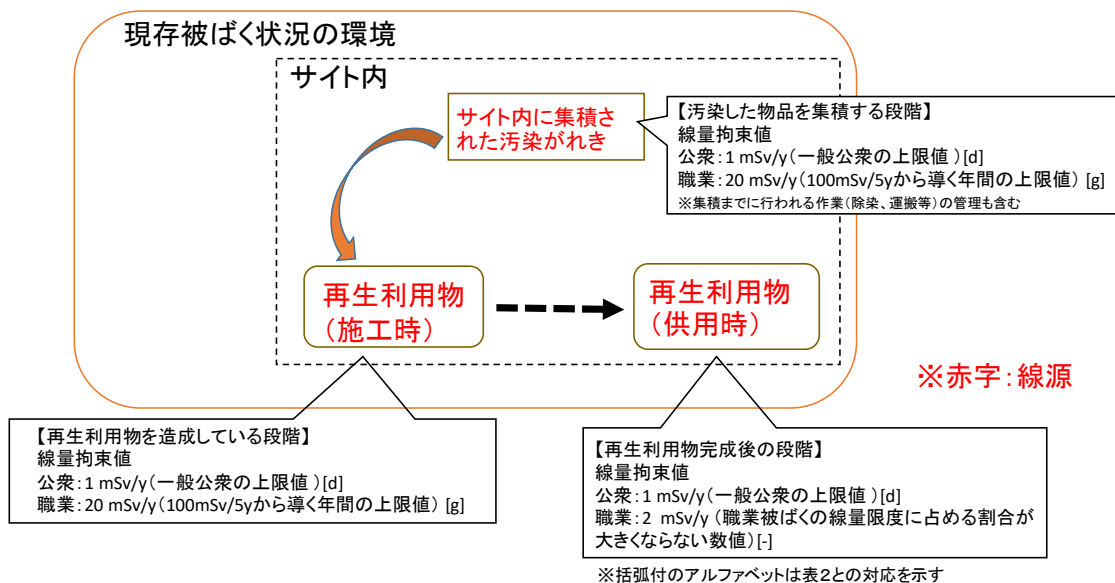 現存被ばく状況の環境
サイト内
サイト内に集積さ
れた汚染がれき
【汚染した物品を集積する段階】
線量拘束値
公衆：1 mSv/y（一般公衆の上限値）[d]
職業：20 mSv/y（100mSv/5yから導く年間の上限値） [g]
※集積までに行われる作業（除染、運搬等）の管理も含む
再生利用物
（施工時）
再生利用物
（供用時）
※赤字：線源
【再生利用物を造成している段階】
線量拘束値
公衆：1 mSv/y（一般公衆の上限値）[d]
職業：20 mSv/y（100mSv/5yから導く年間の上限値） [g]
【再生利用物完成後の段階】
線量拘束値
公衆：1 mSv/y（一般公衆の上限値）[d]
職業：2 mSv/y （職業被ばくの線量限度に占める割合が
大きくならない数値）[-]
※括弧付のアルファベットは表２との対応を示す